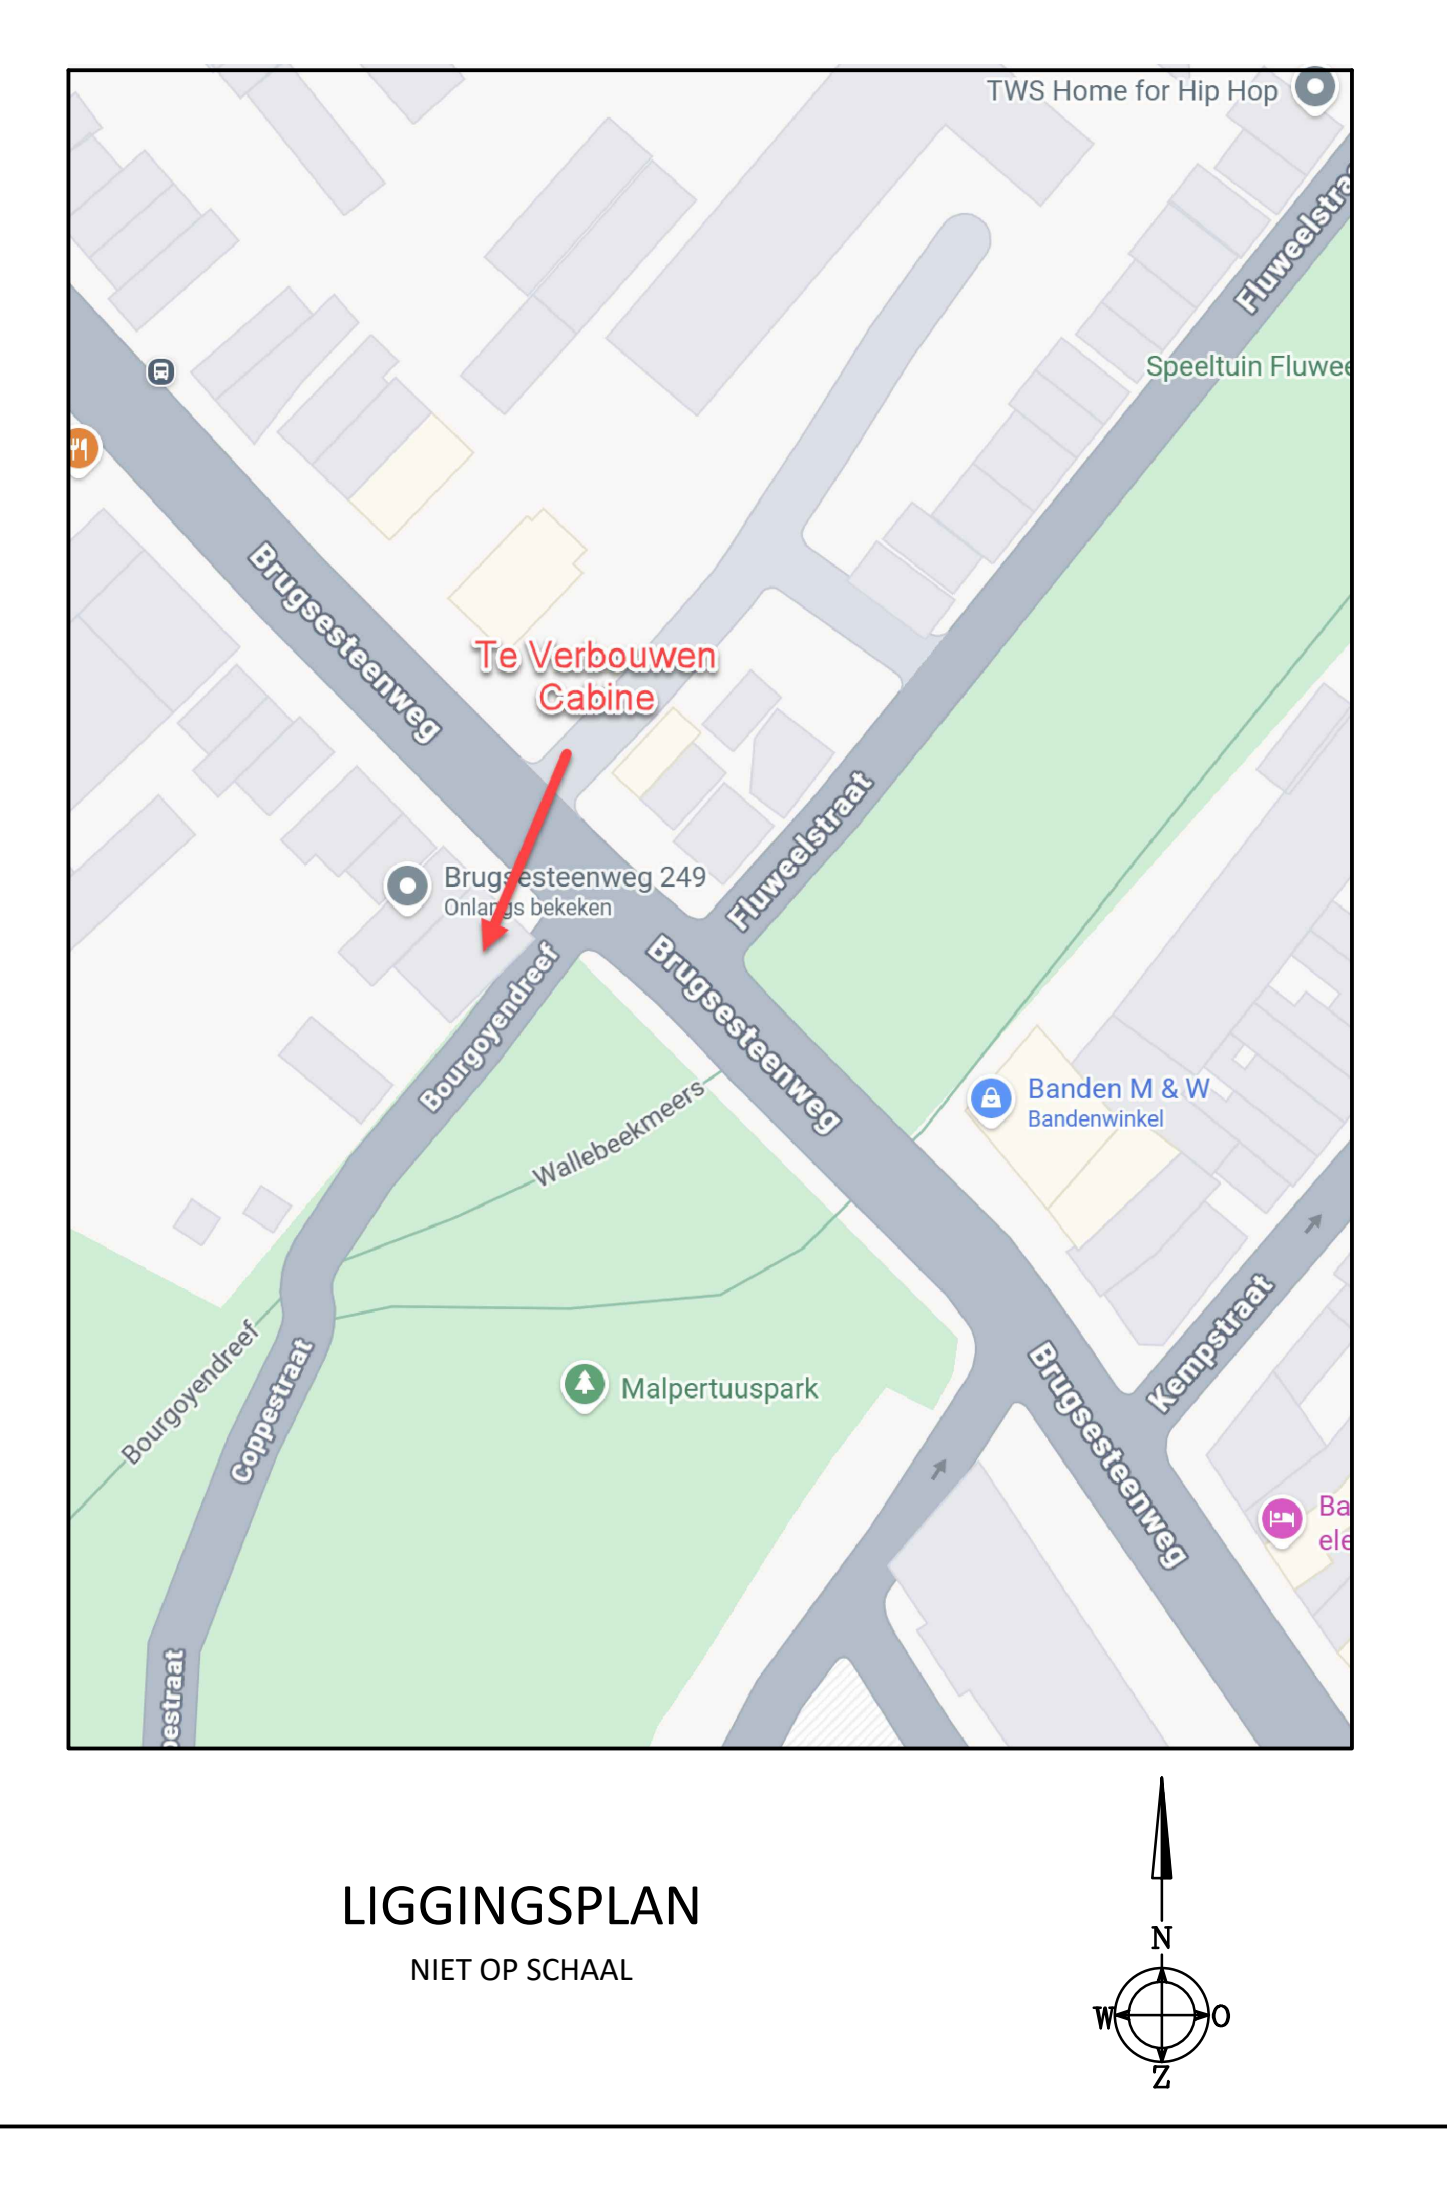 TWS Home for Hip Hop
Fluweelstra
Speeltuin Fluwee
Brugsesteenweg
Te Verbouwen
Cabine
Fluweelstraat
Brugsesteenweg 249
Onlangs bekeken
Brugsesteenweg
Bourgoyendreef
Wallebeekmeers
Banden M & W
Bandenwinkel
Bourgoyendreef
Coppestraat
Malpertuuspark
Kempstraat
Brugsesteenweg
Ba
ele
pestraat
LIGGINGSPLAN
NIET OP SCHAAL
N
W
O
Z